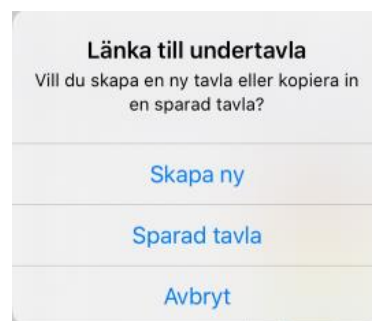 Länka till undertavla
Vill du skapa en ny tavla eller kopiera in
en sparad tavla?
Skapa ny
Sparad tavla
Avbryt